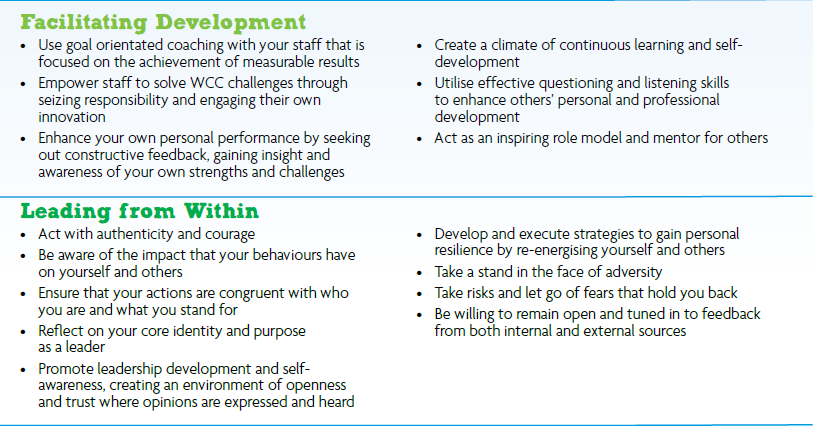 Facilitating Development
• Use goal orientated coaching with your staff that is
focused on the achievement of measurable results
• Empower staff to solve WCC challenges through
seizing responsibility and engaging their own
innovation
• Enhance your own personal performance by seeking
out constructive feedback, gaining insight and
awareness of your own strengths and challenges
• Create a climate of continuous learning and self-
development
• Utilise effective questioning and listening skills
to enhance others’ personal and professional
development
• Act as an inspiring role model and mentor for others
Leading from Within
• Act with authenticity and courage
• Be aware of the impact that your behaviours have
on yourself and others
• Ensure that your actions are congruent with who
you are and what you stand for
• Reflect on your core identity and purpose
as a leader
• Promote leadership development and self-
awareness, creating an environment of openness
and trust where opinions are expressed and heard
• Develop and execute strategies to gain personal
resilience by re-energising yourself and others
• Take a stand in the face of adversity
• Take risks and let go of fears that hold you back
• Be willing to remain open and tuned in to feedback
from both internal and external sources